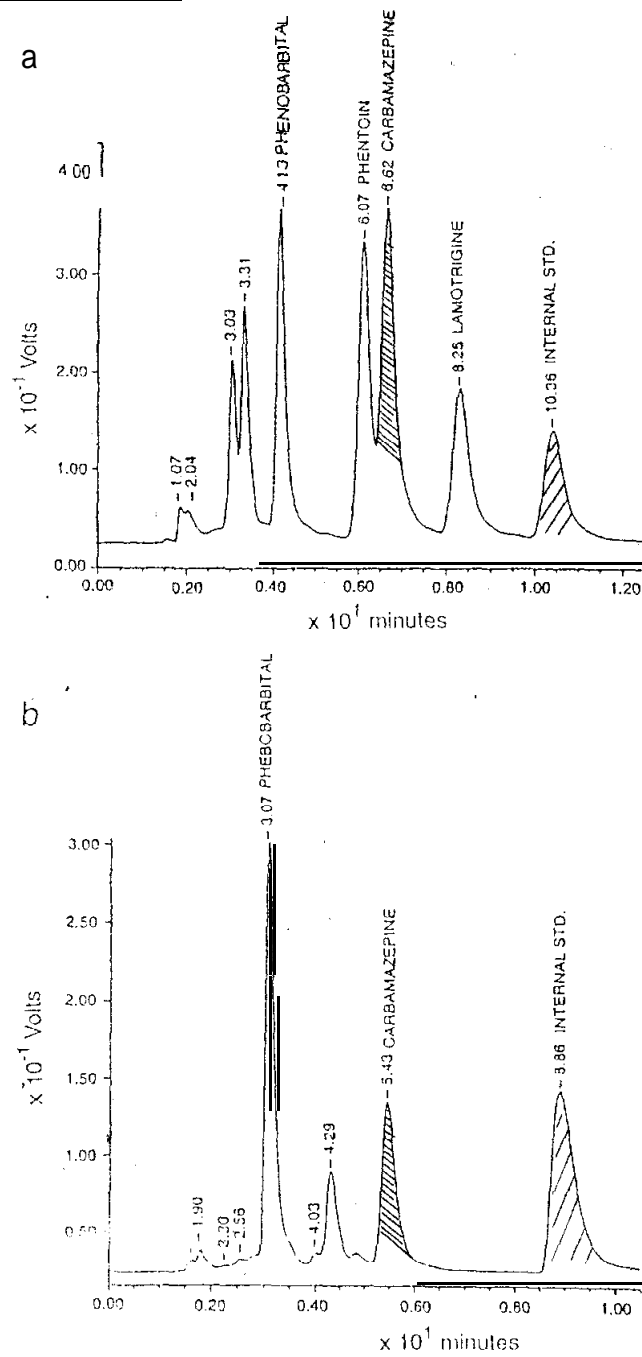 a
4.00
3.00
2.00
1.00
0.00
x 10⁻¹ Volts
1.07
2.04
3.03
3.31
4.13 PHENOBARBITAL
6.07 PHENTOIN
6.62 CARBAMAZEPINE
8.25 LAMOTRIGINE
10.36 INTERNAL STD.
0.00 0.20 0.40 0.60 0.80 1.00 1.20
x 10¹ minutes
b
3.00
2.50
2.00
1.50
1.00
0.50
x 10⁻¹ Volts
1.90
2.56
3.07 PHEBCBARBITAL
4.03
4.29
5.43 CARBAMAZEPINE
8.86 INTERNAL STD.
0.00 0.20 0.40 0.60 0.80 1.00
x 10¹ minutes